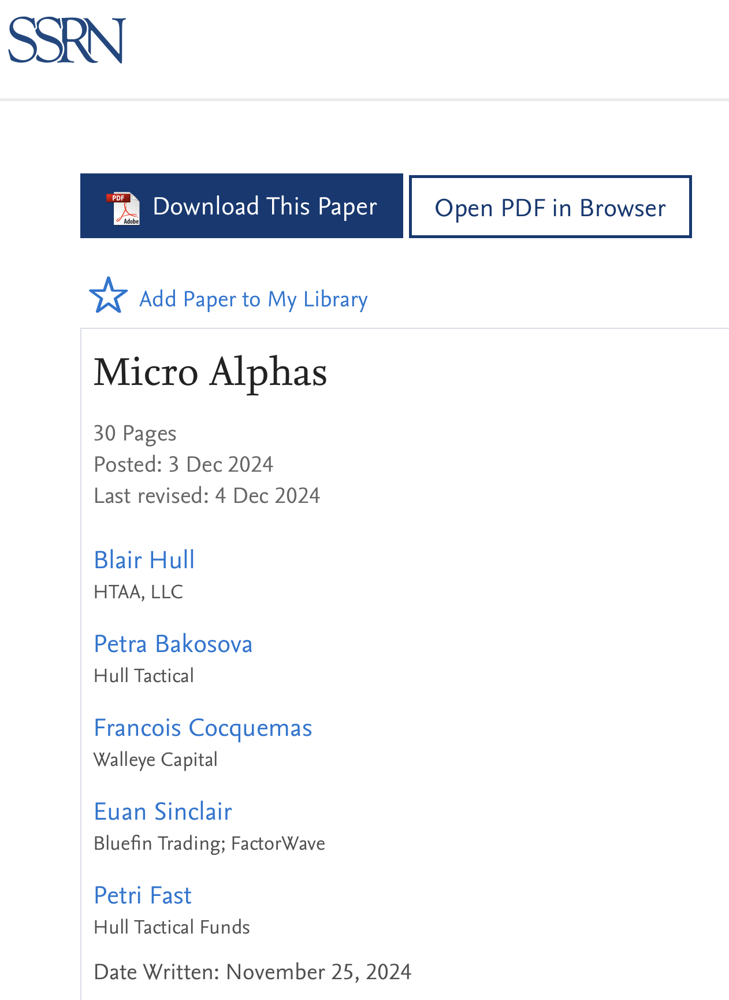 SSRN
PDF
Adobe
Download This Paper
Open PDF in Browser
Add Paper to My Library
Micro Alphas
30 Pages
Posted: 3 Dec 2024
Last revised: 4 Dec 2024
Blair Hull
HTAA, LLC
Petra Bakosova
Hull Tactical
Francois Cocquemas
Walleye Capital
Euan Sinclair
Bluefin Trading; FactorWave
Petri Fast
Hull Tactical Funds
Date Written: November 25, 2024